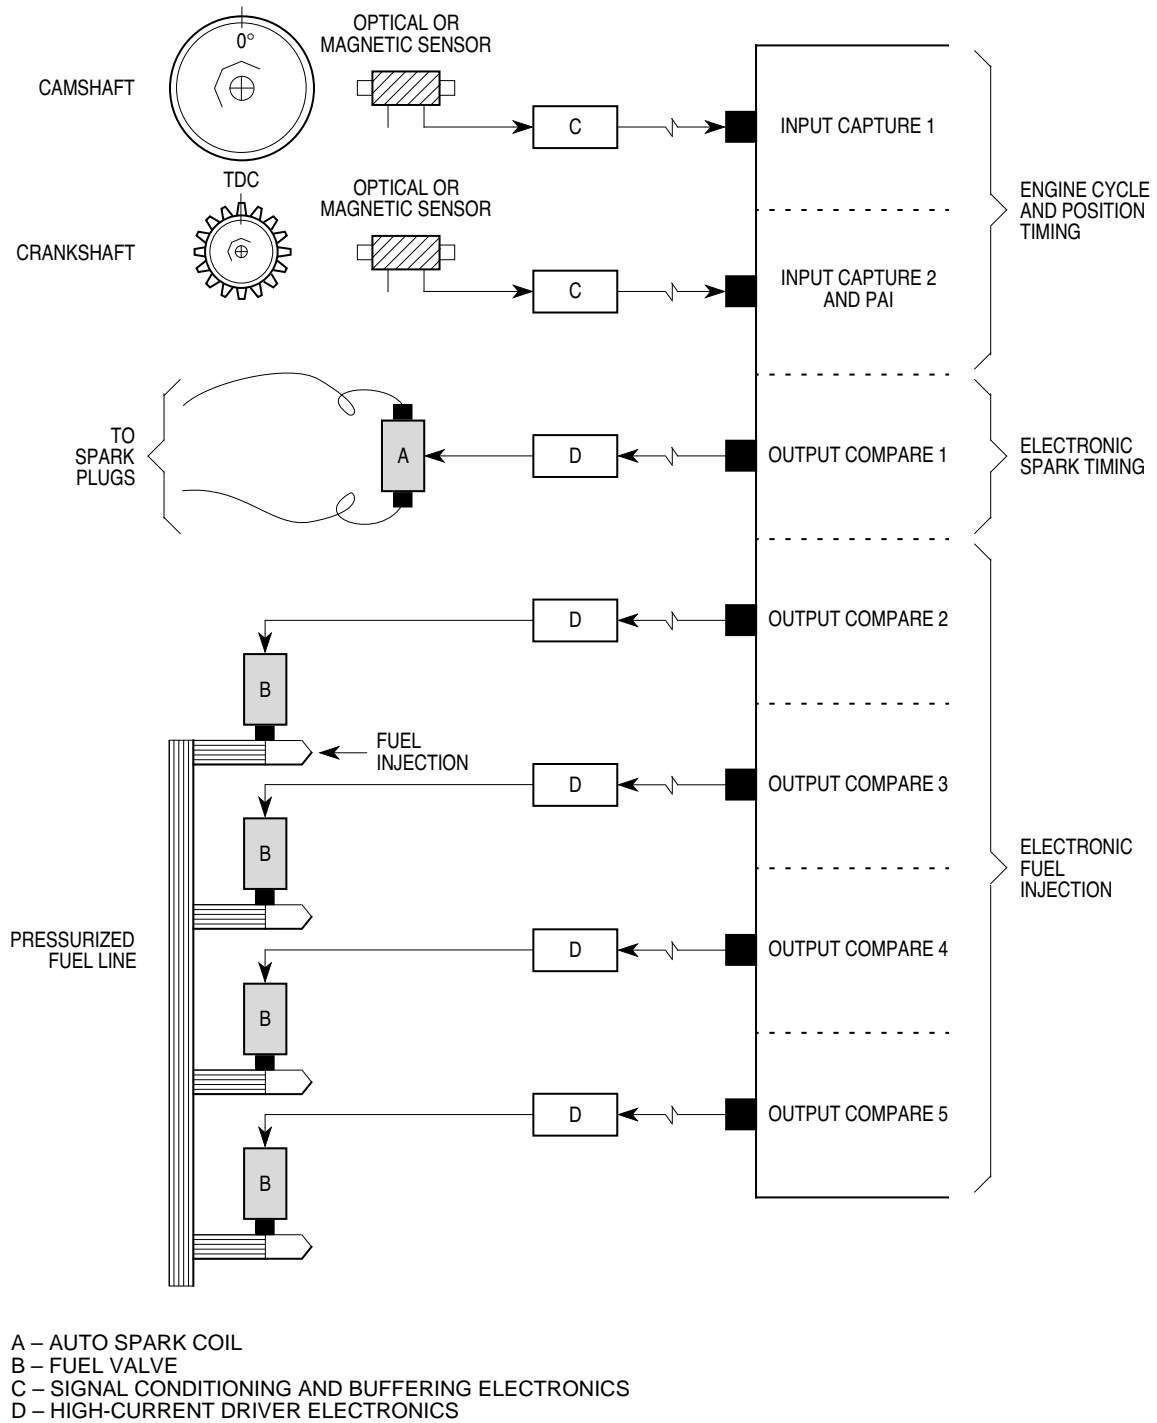 OPTICAL OR
MAGNETIC SENSOR
0°
CAMSHAFT
C
INPUT CAPTURE 1
TDC
OPTICAL OR
MAGNETIC SENSOR
CRANKSHAFT
C
INPUT CAPTURE 2
AND PAI
ENGINE CYCLE
AND POSITION
TIMING
TO
SPARK
PLUGS
A
D
OUTPUT COMPARE 1
ELECTRONIC
SPARK TIMING
D
OUTPUT COMPARE 2
B
FUEL
INJECTION
D
OUTPUT COMPARE 3
B
ELECTRONIC
FUEL
INJECTION
PRESSURIZED
FUEL LINE
D
OUTPUT COMPARE 4
B
D
OUTPUT COMPARE 5
B
A – AUTO SPARK COIL
B – FUEL VALVE
C – SIGNAL CONDITIONING AND BUFFERING ELECTRONICS
D – HIGH-CURRENT DRIVER ELECTRONICS